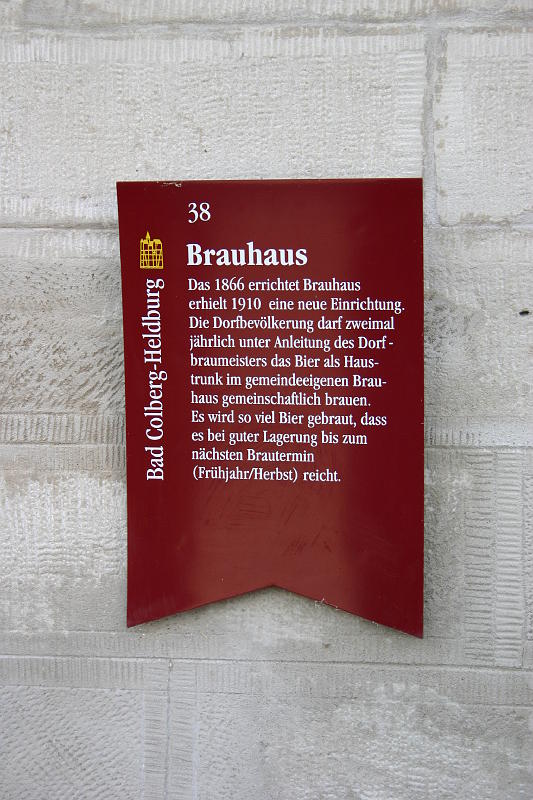 38
Brauhaus
Das 1866 errichtet Brauhaus
erhielt 1910 eine neue Einrichtung.
Die Dorfbevölkerung darf zweimal
jährlich unter Anleitung des Dorf-
braumeisters das Bier als Haus-
trunk im gemeindeeigenen Brau-
haus gemeinschaftlich brauen.
Es wird so viel Bier gebraut, dass
es bei guter Lagerung bis zum
nächsten Brautermin
(Frühjahr/Herbst) reicht.
Bad Colberg-Heldburg